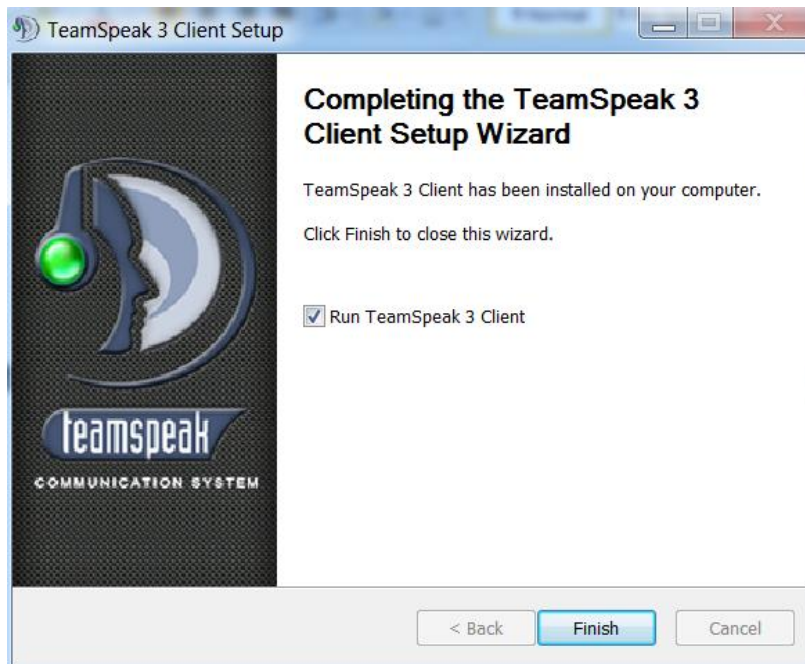 TeamSpeak 3 Client Setup
Completing the TeamSpeak 3
Client Setup Wizard
TeamSpeak 3 Client has been installed on your computer.
Click Finish to close this wizard.
Run TeamSpeak 3 Client
teamspeak
COMMUNICATION SYSTEM
< Back
Finish
Cancel